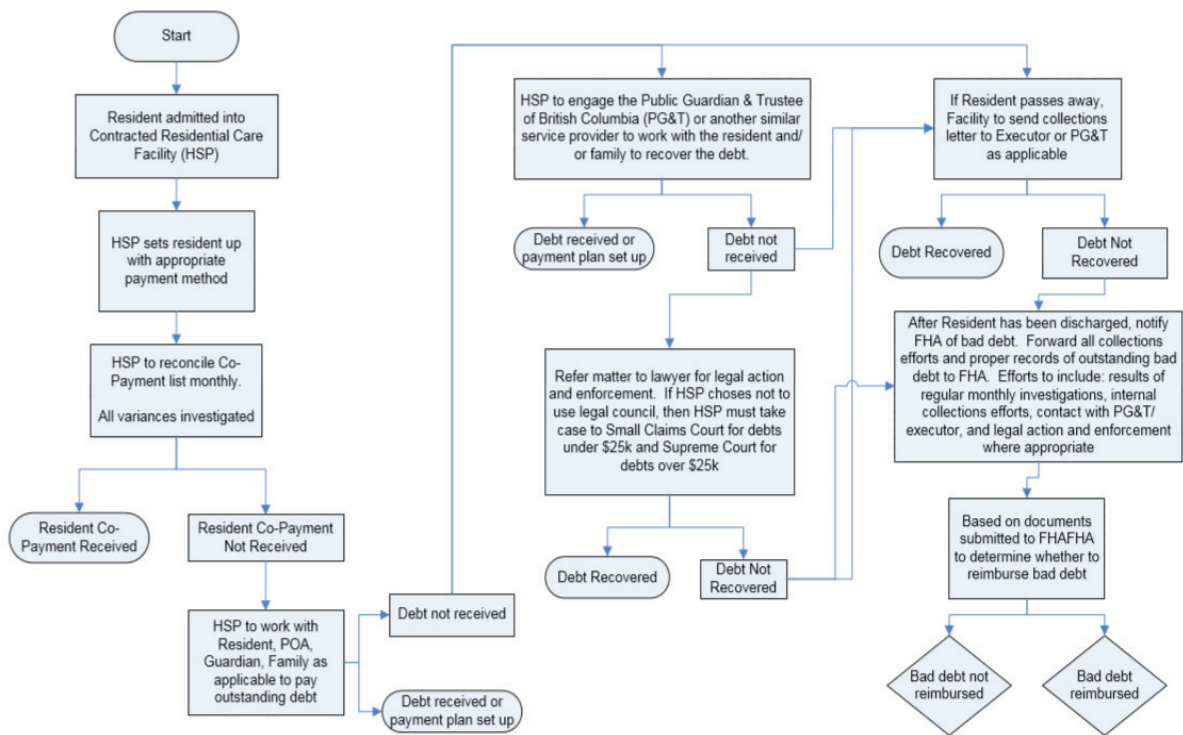 Start
Resident admitted into
Contracted Residential Care
Facility (HSP)
HSP sets resident up
with appropriate
payment method
HSP to reconcile Co-
Payment list monthly.
All variances investigated
Resident Co-
Payment Received
Resident Co-Payment
Not Received
HSP to work with
Resident, POA,
Guardian, Family as
applicable to pay
outstanding debt
Debt not received
Debt received or
payment plan set up
HSP to engage the Public Guardian & Trustee
of British Columbia (PG&T) or another similar
service provider to work with the resident and/
or family to recover the debt.
Debt received or
payment plan set up
Debt not
received
Refer matter to lawyer for legal action
and enforcement.  If HSP choses not to
use legal council, then HSP must take
case to Small Claims Court for debts
under $25k and Supreme Court for
debts over $25k
Debt Recovered
Debt Not
Recovered
If Resident passes away,
Facility to send collections
letter to Executor or PG&T
as applicable
Debt Recovered
Debt Not
Recovered
After Resident has been discharged, notify
FHA of bad debt.  Forward all collections
efforts and proper records of outstanding bad
debt to FHA.  Efforts to include: results of
regular monthly investigations, internal
collections efforts, contact with PG&T/
executor, and legal action and enforcement
where appropriate
Based on documents
submitted to FHAFHA
to determine whether to
reimburse bad debt
Bad debt not
reimbursed
Bad debt
reimbursed